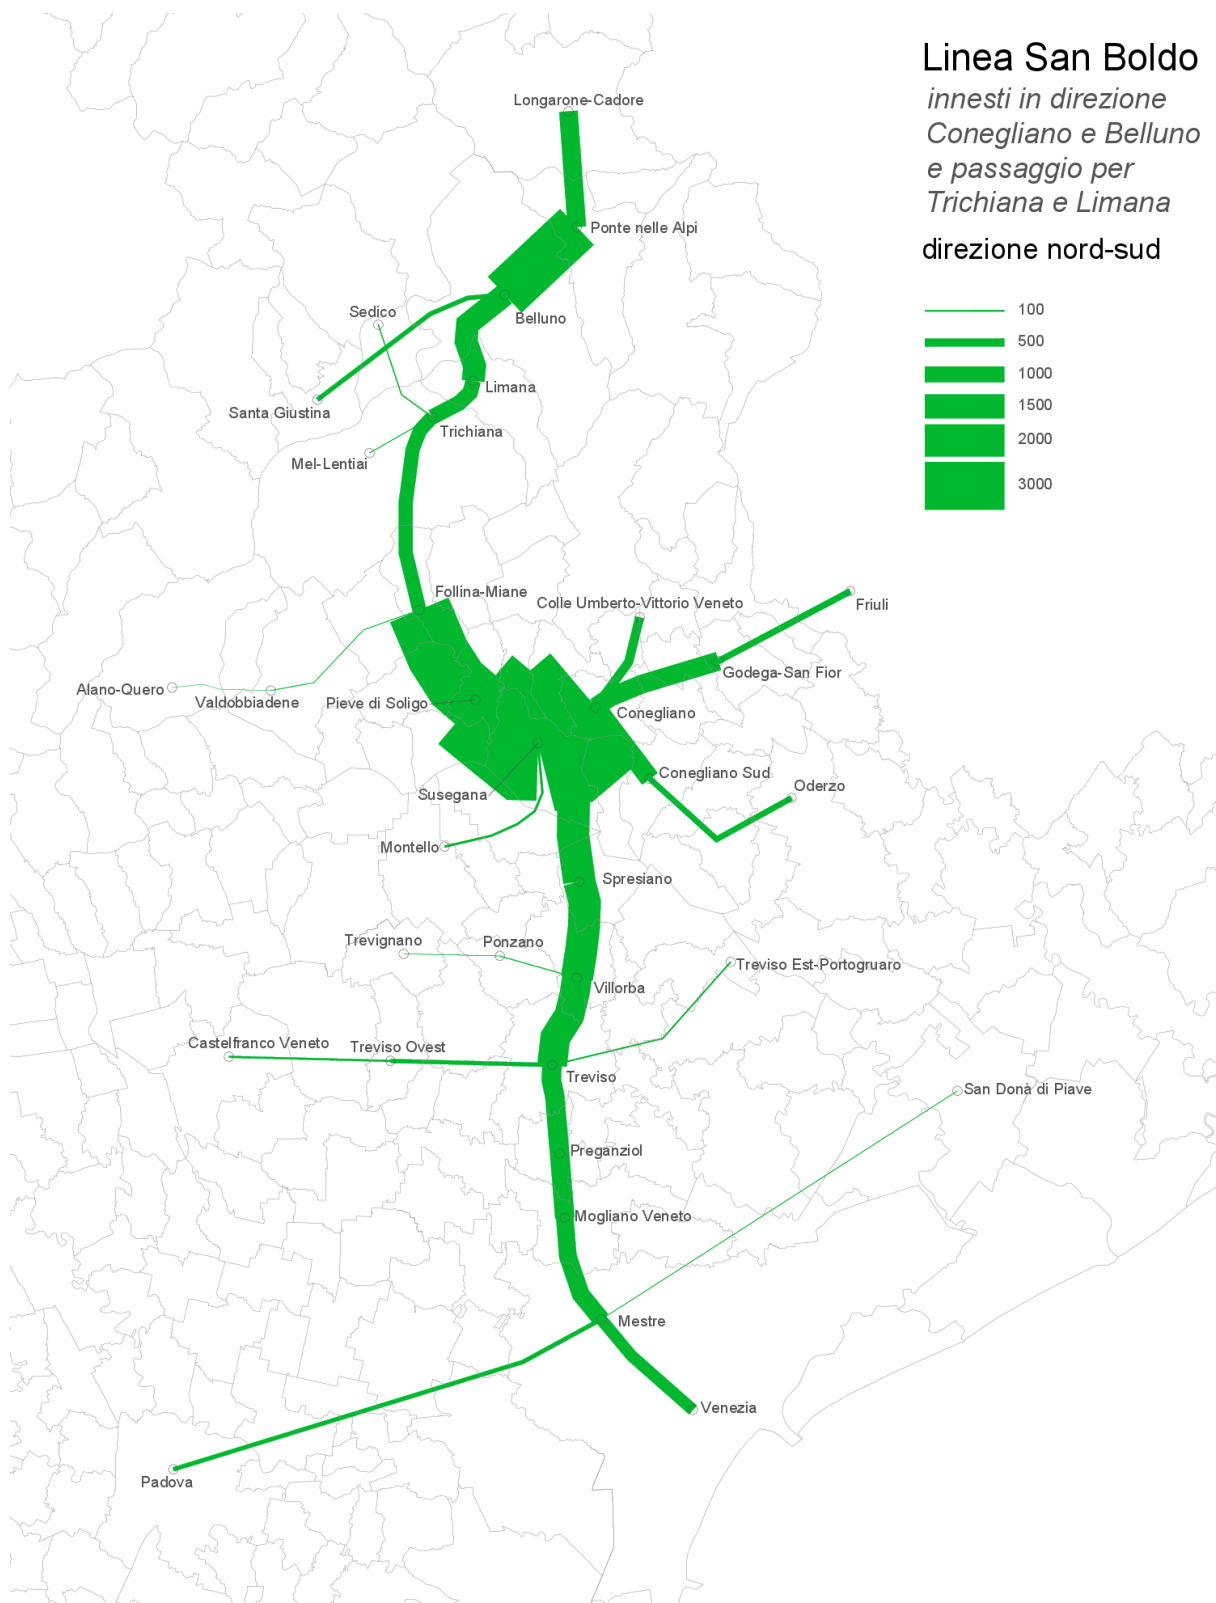 Linea San Boldo
innesti in direzione
Conegliano e Belluno
e passaggio per
Trichiana e Limana
direzione nord-sud
100
500
1000
1500
2000
3000
Longarone-Cadore
Ponte nelle Alpi
Sedico
Belluno
Limana
Santa Giustina
Trichiana
Mel-Lentiai
Follina-Miane
Colle Umberto-Vittorio Veneto
Friuli
Godega-San Fior
Alano-Quero
Valdobbiadene
Pieve di Soligo
Conegliano
Conegliano Sud
Oderzo
Susegana
Montello
Spresiano
Trevignano
Ponzano
Treviso Est-Portogruaro
Villorba
Castelfranco Veneto
Treviso Ovest
Treviso
San Donà di Piave
Preganziol
Mogliano Veneto
Mestre
Venezia
Padova